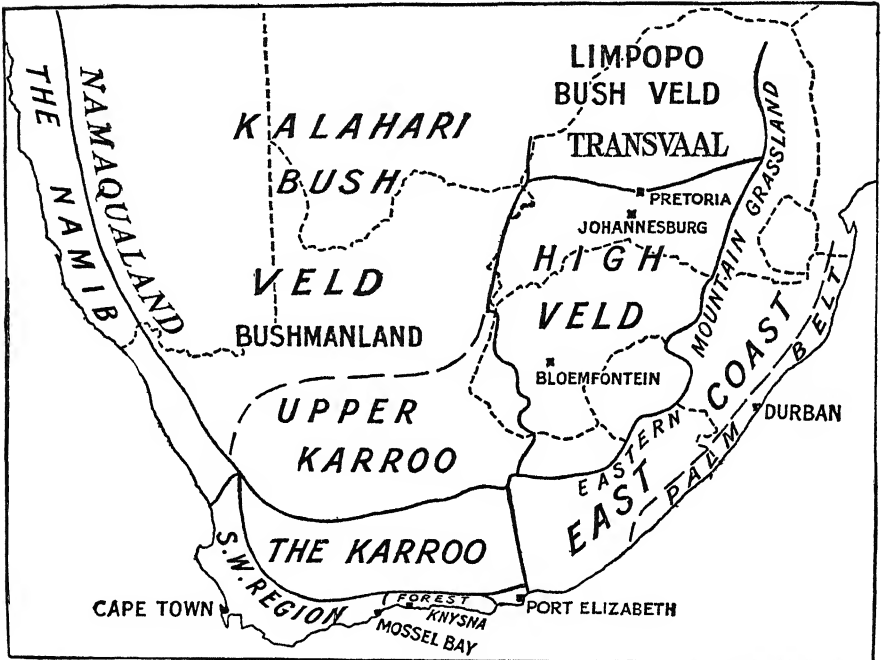 THE NAMIB
NAMAQUALAND
KALAHARI
BUSH
VELD
BUSHMANLAND
LIMPOPO
BUSH VELD
TRANSVAAL
PRETORIA
JOHANNESBURG
HIGH
VELD
BLOEMFONTEIN
EASTERN MOUNTAIN GRASSLAND
EAST COAST
PALM BELT
DURBAN
UPPER
KARROO
THE KARROO
S.W. REGION
FOREST
KNYSNA
CAPE TOWN
MOSSEL BAY
PORT ELIZABETH